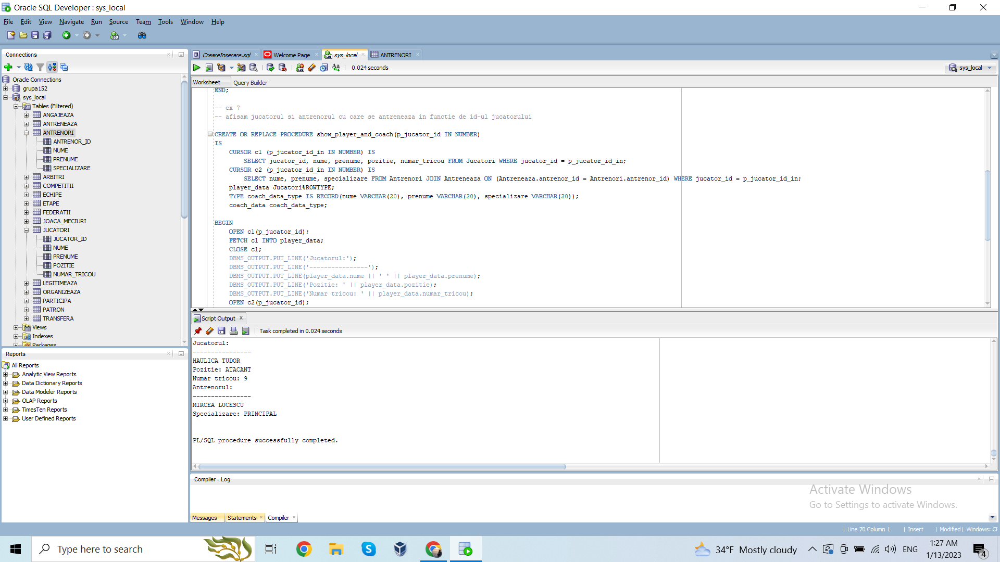 Oracle SQL Developer : sys_local
File Edit View Navigate Run Source Team Tools Window Help
Connections
Oracle Connections
grupa152
sys_local
Tables (Filtered)
ANGAJEAZA
ANTRENEAZA
ANTRENORI
ANTRENOR_ID
NUME
PRENUME
SPECIALIZARE
ARBITRI
COMPETITII
ECHIPE
ETAPE
FEDERATII
JOACA_MECIURI
JUCATORI
JUCATOR_ID
NUME
PRENUME
POZITIE
NUMAR_TRICOU
LEGITIMEAZA
ORGANIZEAZA
PARTICIPA
PATRON
TRANSFERA
Views
Indexes
Packages
Reports
All Reports
Analytic View Reports
Data Dictionary Reports
Data Modeler Reports
OLAP Reports
TimesTen Reports
User Defined Reports
CreareInserare.sql Welcome Page sys_local ANTRENORI
0.024 seconds
sys_local
Worksheet Query Builder
END;
-- ex 7
-- afisam jucatorul si antrenorul cu care se antreneaza in functie de id-ul jucatorului
CREATE OR REPLACE PROCEDURE show_player_and_coach(p_jucator_id IN NUMBER)
IS
CURSOR c1 (p_jucator_id_in IN NUMBER) IS
SELECT jucator_id, nume, prenume, pozitie, numar_tricou FROM Jucatori WHERE jucator_id = p_jucator_id_in;
CURSOR c2 (p_jucator_id_in IN NUMBER) IS
SELECT nume, prenume, specializare FROM Antrenori JOIN Antreneaza ON (Antreneaza.antrenor_id = Antrenori.antrenor_id) WHERE jucator_id = p_jucator_id_in;
player_data Jucatori%ROWTYPE;
TYPE coach_data_type IS RECORD(nume VARCHAR(20), prenume VARCHAR(20), specializare VARCHAR(20));
coach_data coach_data_type;
BEGIN
OPEN c1(p_jucator_id);
FETCH c1 INTO player_data;
CLOSE c1;
DBMS_OUTPUT.PUT_LINE('Jucatorul:');
DBMS_OUTPUT.PUT_LINE('----------------');
DBMS_OUTPUT.PUT_LINE(player_data.nume || ' ' || player_data.prenume);
DBMS_OUTPUT.PUT_LINE('Pozitie: ' || player_data.pozitie);
DBMS_OUTPUT.PUT_LINE('Numar tricou: ' || player_data.numar_tricou);
OPEN c2(p_jucator_id);
Script Output
Task completed in 0.024 seconds
Jucatorul:
----------------
HAULICA TUDOR
Pozitie: ATACANT
Numar tricou: 9
Antrenorul:
----------------
MIRCEA LUCESCU
Specializare: PRINCIPAL
PL/SQL procedure successfully completed.
Compiler - Log
Activate Windows
Go to Settings to activate Windows.
Messages Statements Compiler
Line 70 Column 1 Insert Modified Windows: CF
Type here to search
34°F Mostly cloudy
ENG
1:27 AM
1/13/2023
4